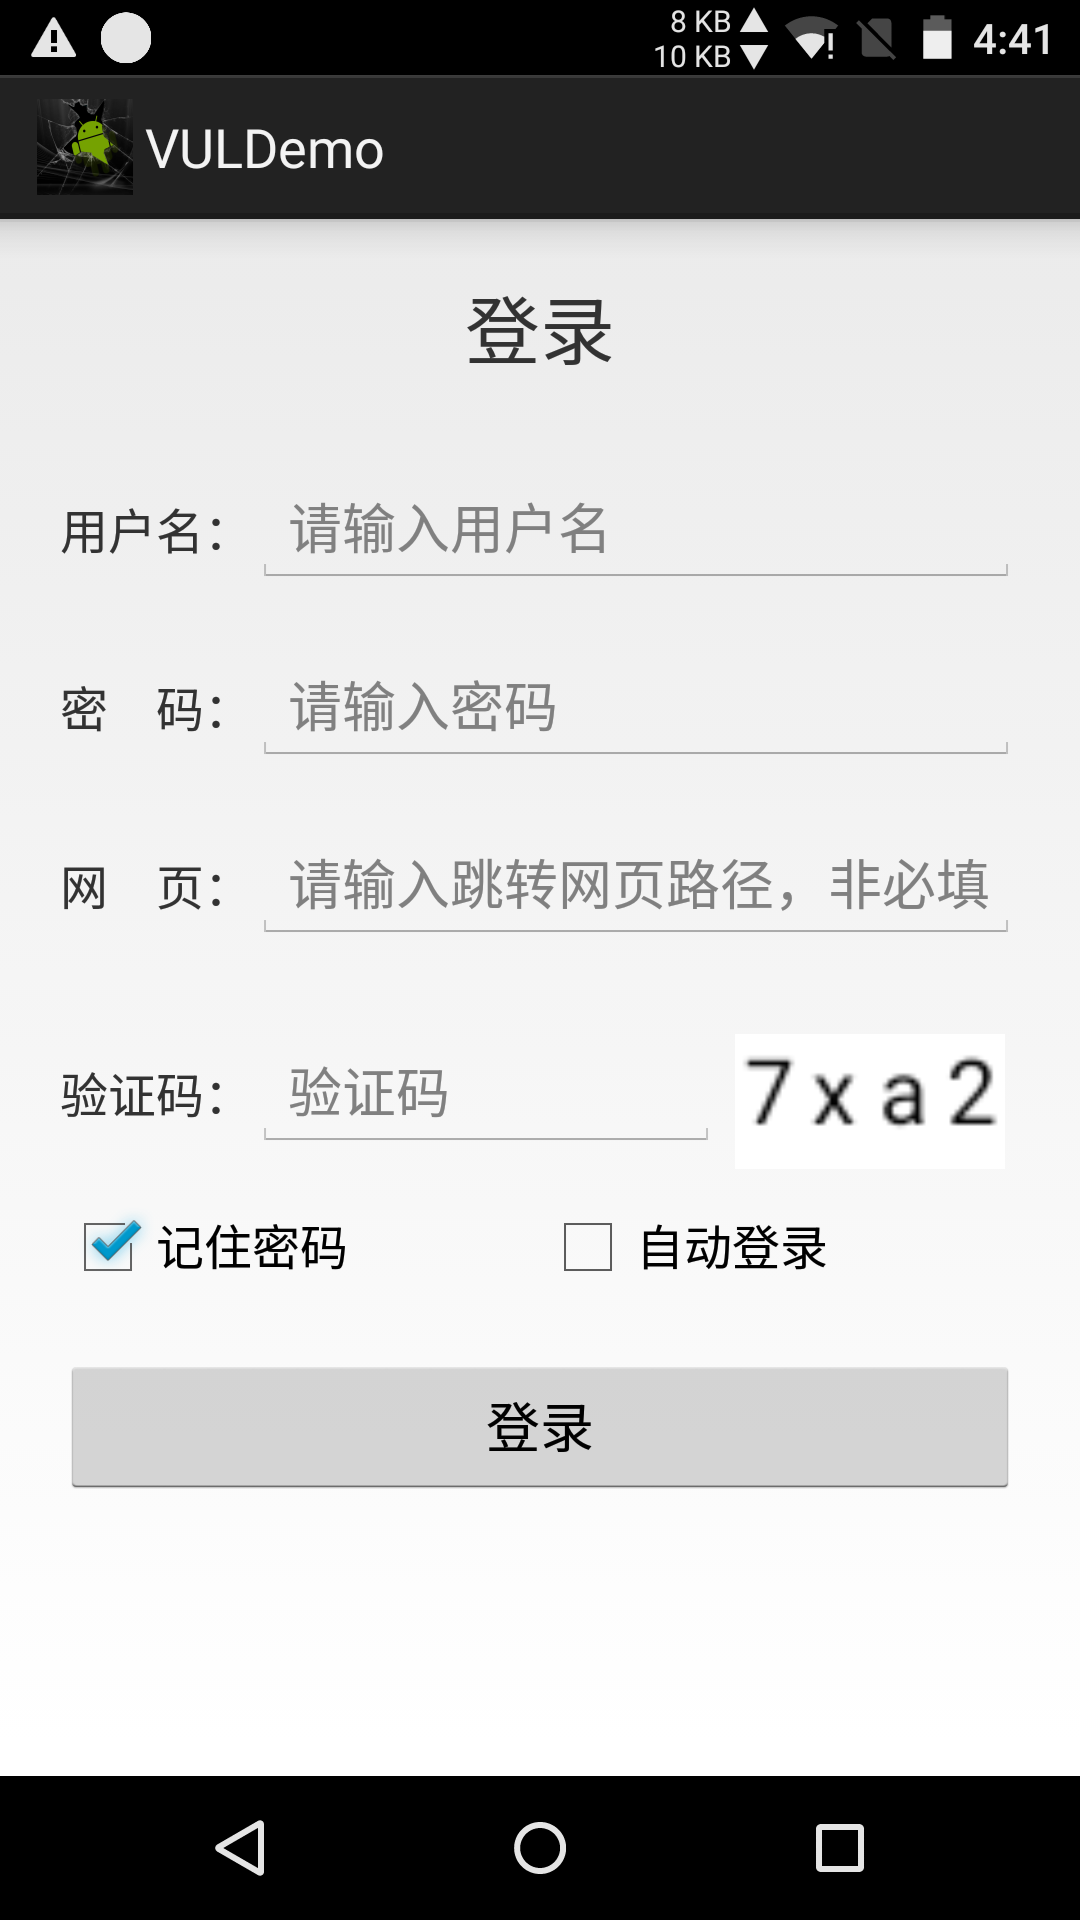 8 KB
10 KB
4:41
VULDemo
登录
用户名： 请输入用户名
密　码： 请输入密码
网　页： 请输入跳转网页路径，非必填
验证码： 验证码 7xa2
记住密码 自动登录
登录